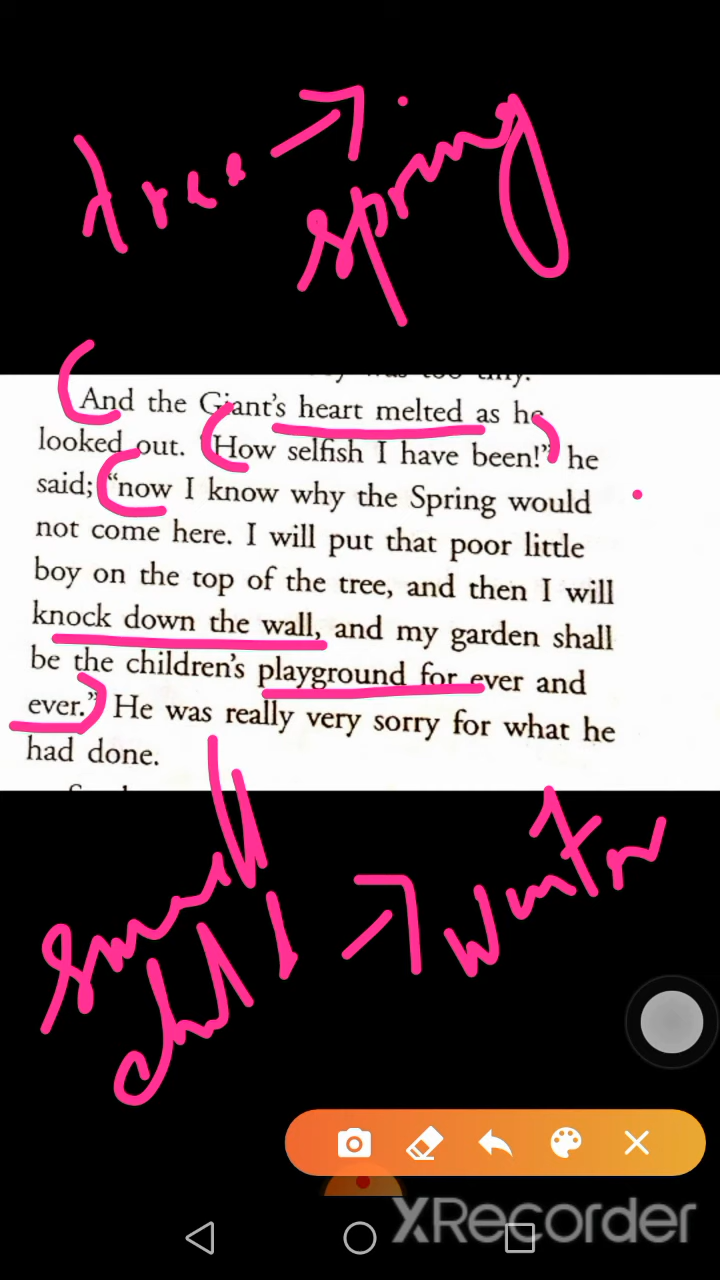 tree → spring
And the Giant's heart melted as he
looked out. "How selfish I have been!" he
said; "now I know why the Spring would
not come here. I will put that poor little
boy on the top of the tree, and then I will
knock down the wall, and my garden shall
be the children's playground for ever and
ever." He was really very sorry for what he
had done.
small
child → winter
XRecorder